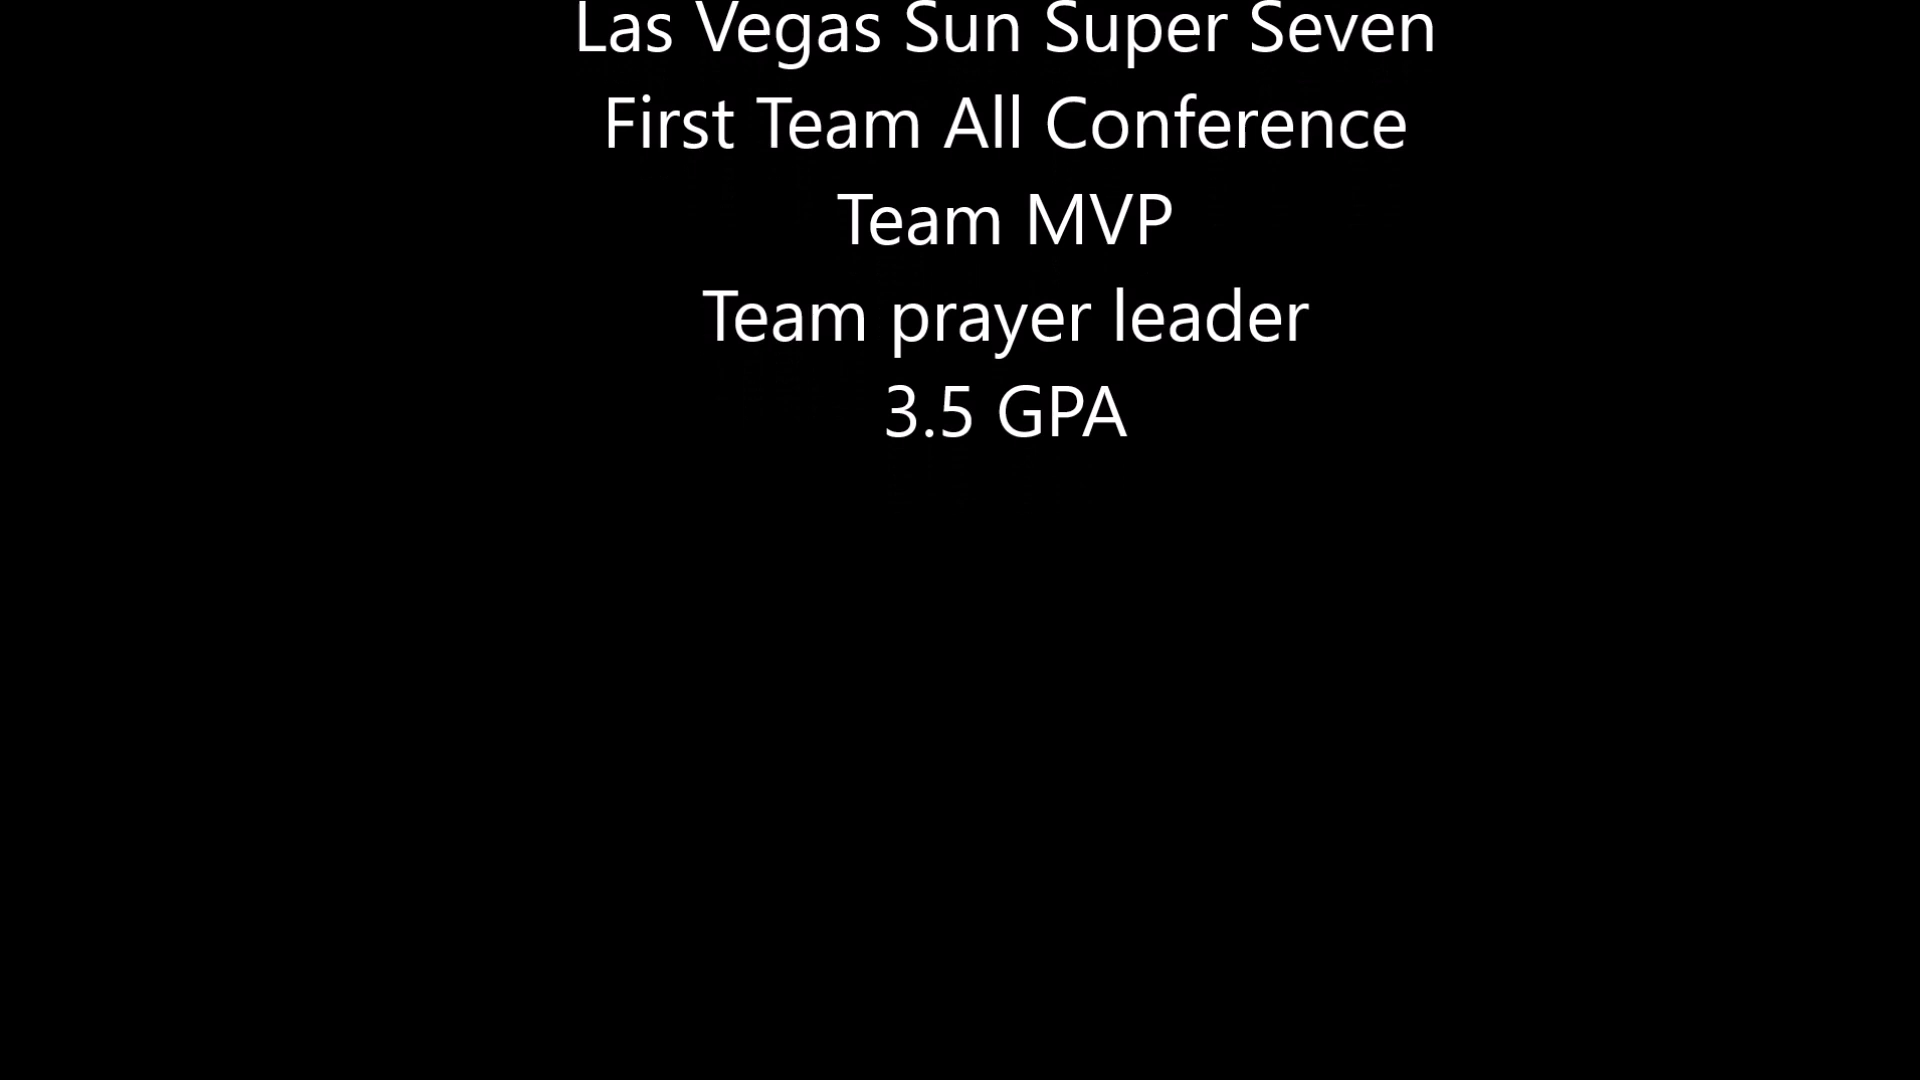 Las Vegas Sun Super Seven
First Team All Conference
Team MVP
Team prayer leader
3.5 GPA